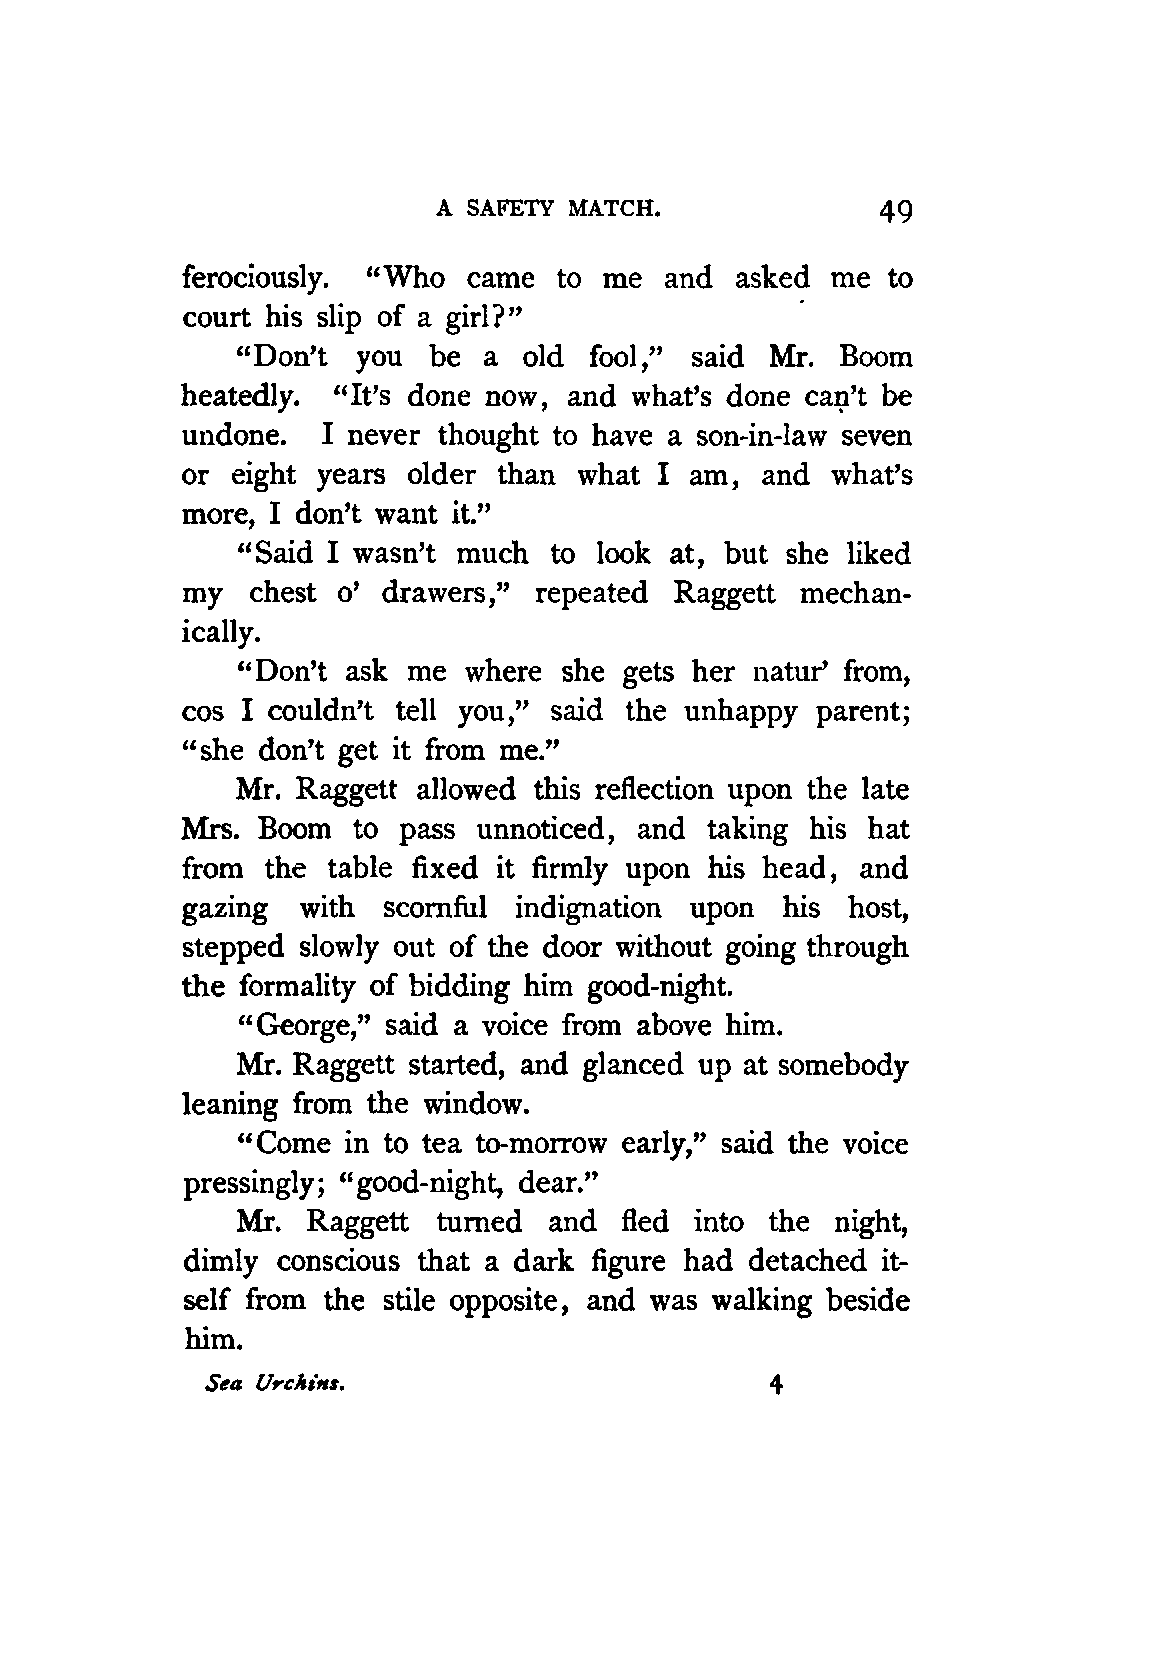 A SAFETY MATCH. 49
ferociously. “Who came to me and asked me to
court his slip of a girl?”
“Don’t you be a old fool,” said Mr. Boom
heatedly. “It’s done now, and what’s done can’t be
undone. I never thought to have a son-in-law seven
or eight years older than what I am, and what’s
more, I don’t want it.”
“Said I wasn’t much to look at, but she liked
my chest o’ drawers,” repeated Raggett mechan-
ically.
“Don’t ask me where she gets her natur’ from,
cos I couldn’t tell you,” said the unhappy parent;
“she don’t get it from me.”
Mr. Raggett allowed this reflection upon the late
Mrs. Boom to pass unnoticed, and taking his hat
from the table fixed it firmly upon his head, and
gazing with scornful indignation upon his host,
stepped slowly out of the door without going through
the formality of bidding him good-night.
“George,” said a voice from above him.
Mr. Raggett started, and glanced up at somebody
leaning from the window.
“Come in to tea to-morrow early,” said the voice
pressingly; “good-night, dear.”
Mr. Raggett turned and fled into the night,
dimly conscious that a dark figure had detached it-
self from the stile opposite, and was walking beside
him.
Sea Urchins. 4